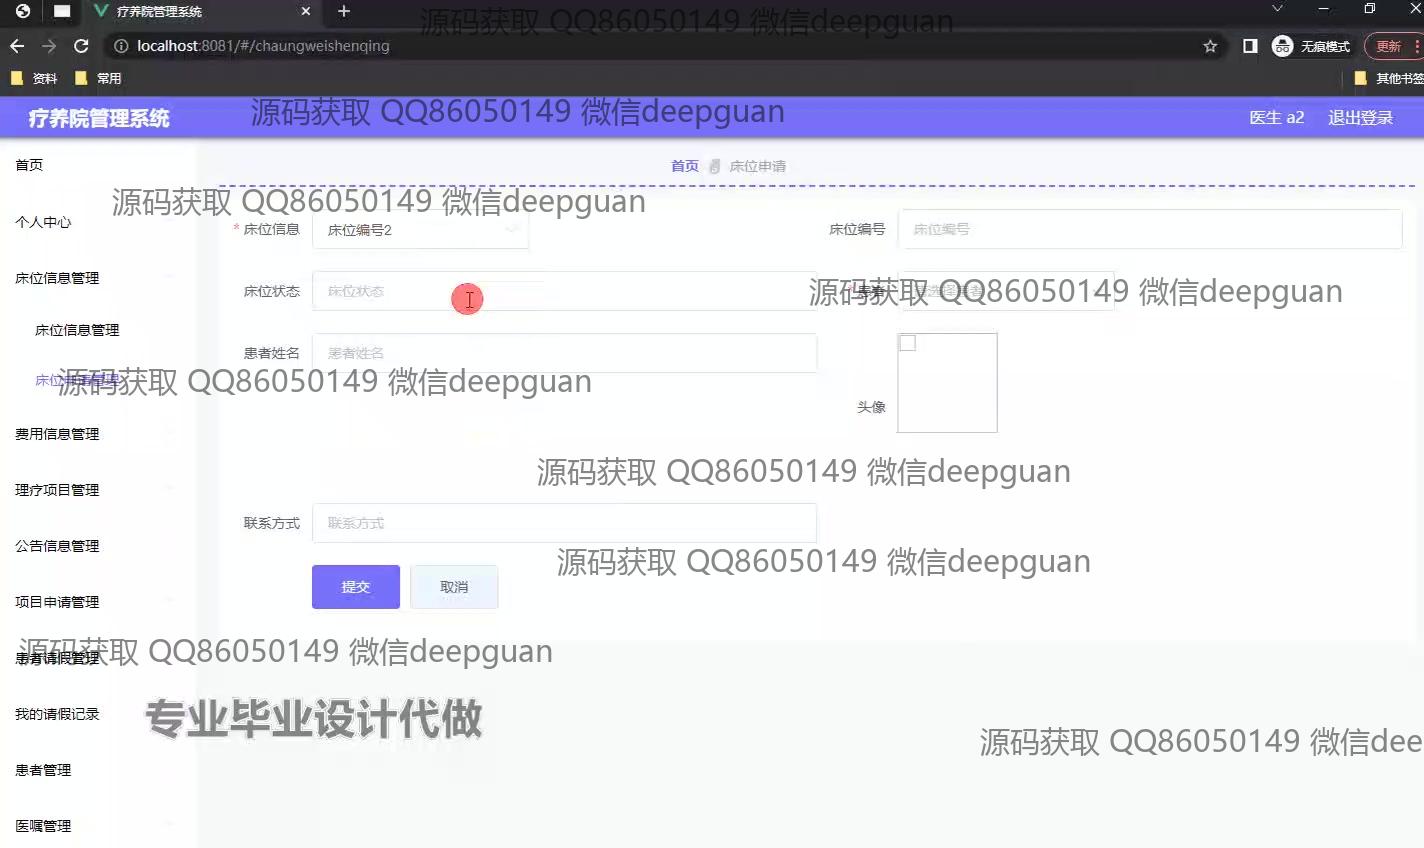 疗养院管理系统
源码获取 QQ86050149 微信deepguan
localhost:8081/#/chaungweishenqing
无痕模式
更新
资料
常用
其他书签
疗养院管理系统
源码获取 QQ86050149 微信deepguan
医生 a2
退出登录
首页
首页
床位申请
源码获取 QQ86050149 微信deepguan
个人中心
* 床位信息
床位编号2
床位编号
床位编号
床位信息管理
床位状态
床位状态
源码获取 QQ86050149 微信deepguan
患者
请选择患者
床位信息管理
患者姓名
患者姓名
床位申请管理
源码获取 QQ86050149 微信deepguan
头像
费用信息管理
源码获取 QQ86050149 微信deepguan
理疗项目管理
联系方式
联系方式
公告信息管理
源码获取 QQ86050149 微信deepguan
提交
取消
项目申请管理
源码获取 QQ86050149 微信deepguan
患者请假管理
我的请假记录
专业毕业设计代做
源码获取 QQ86050149 微信dee
患者管理
医嘱管理